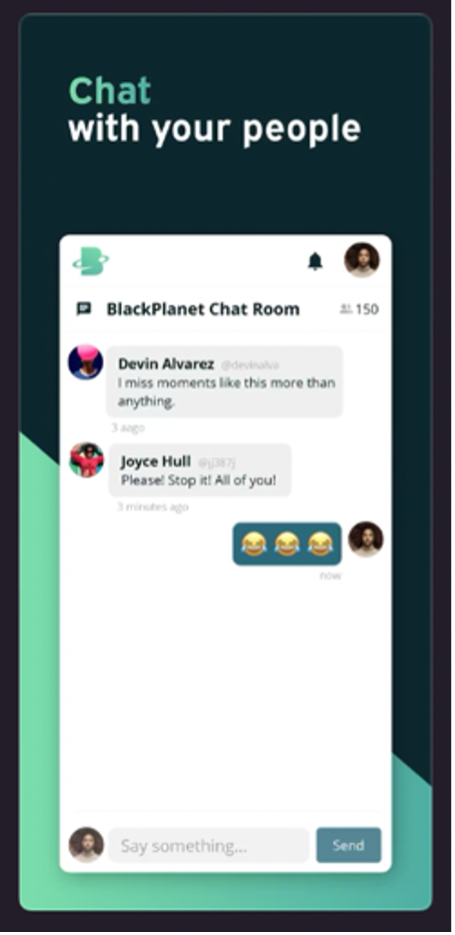 Chat
with your people
BlackPlanet Chat Room
150
Devin Alvarez @devinalva
I miss moments like this more than
anything.
3 aago
Joyce Hull @jj387j
Please! Stop it! All of you!
3 minutes ago
😂 😂 😂
now
Say something...
Send